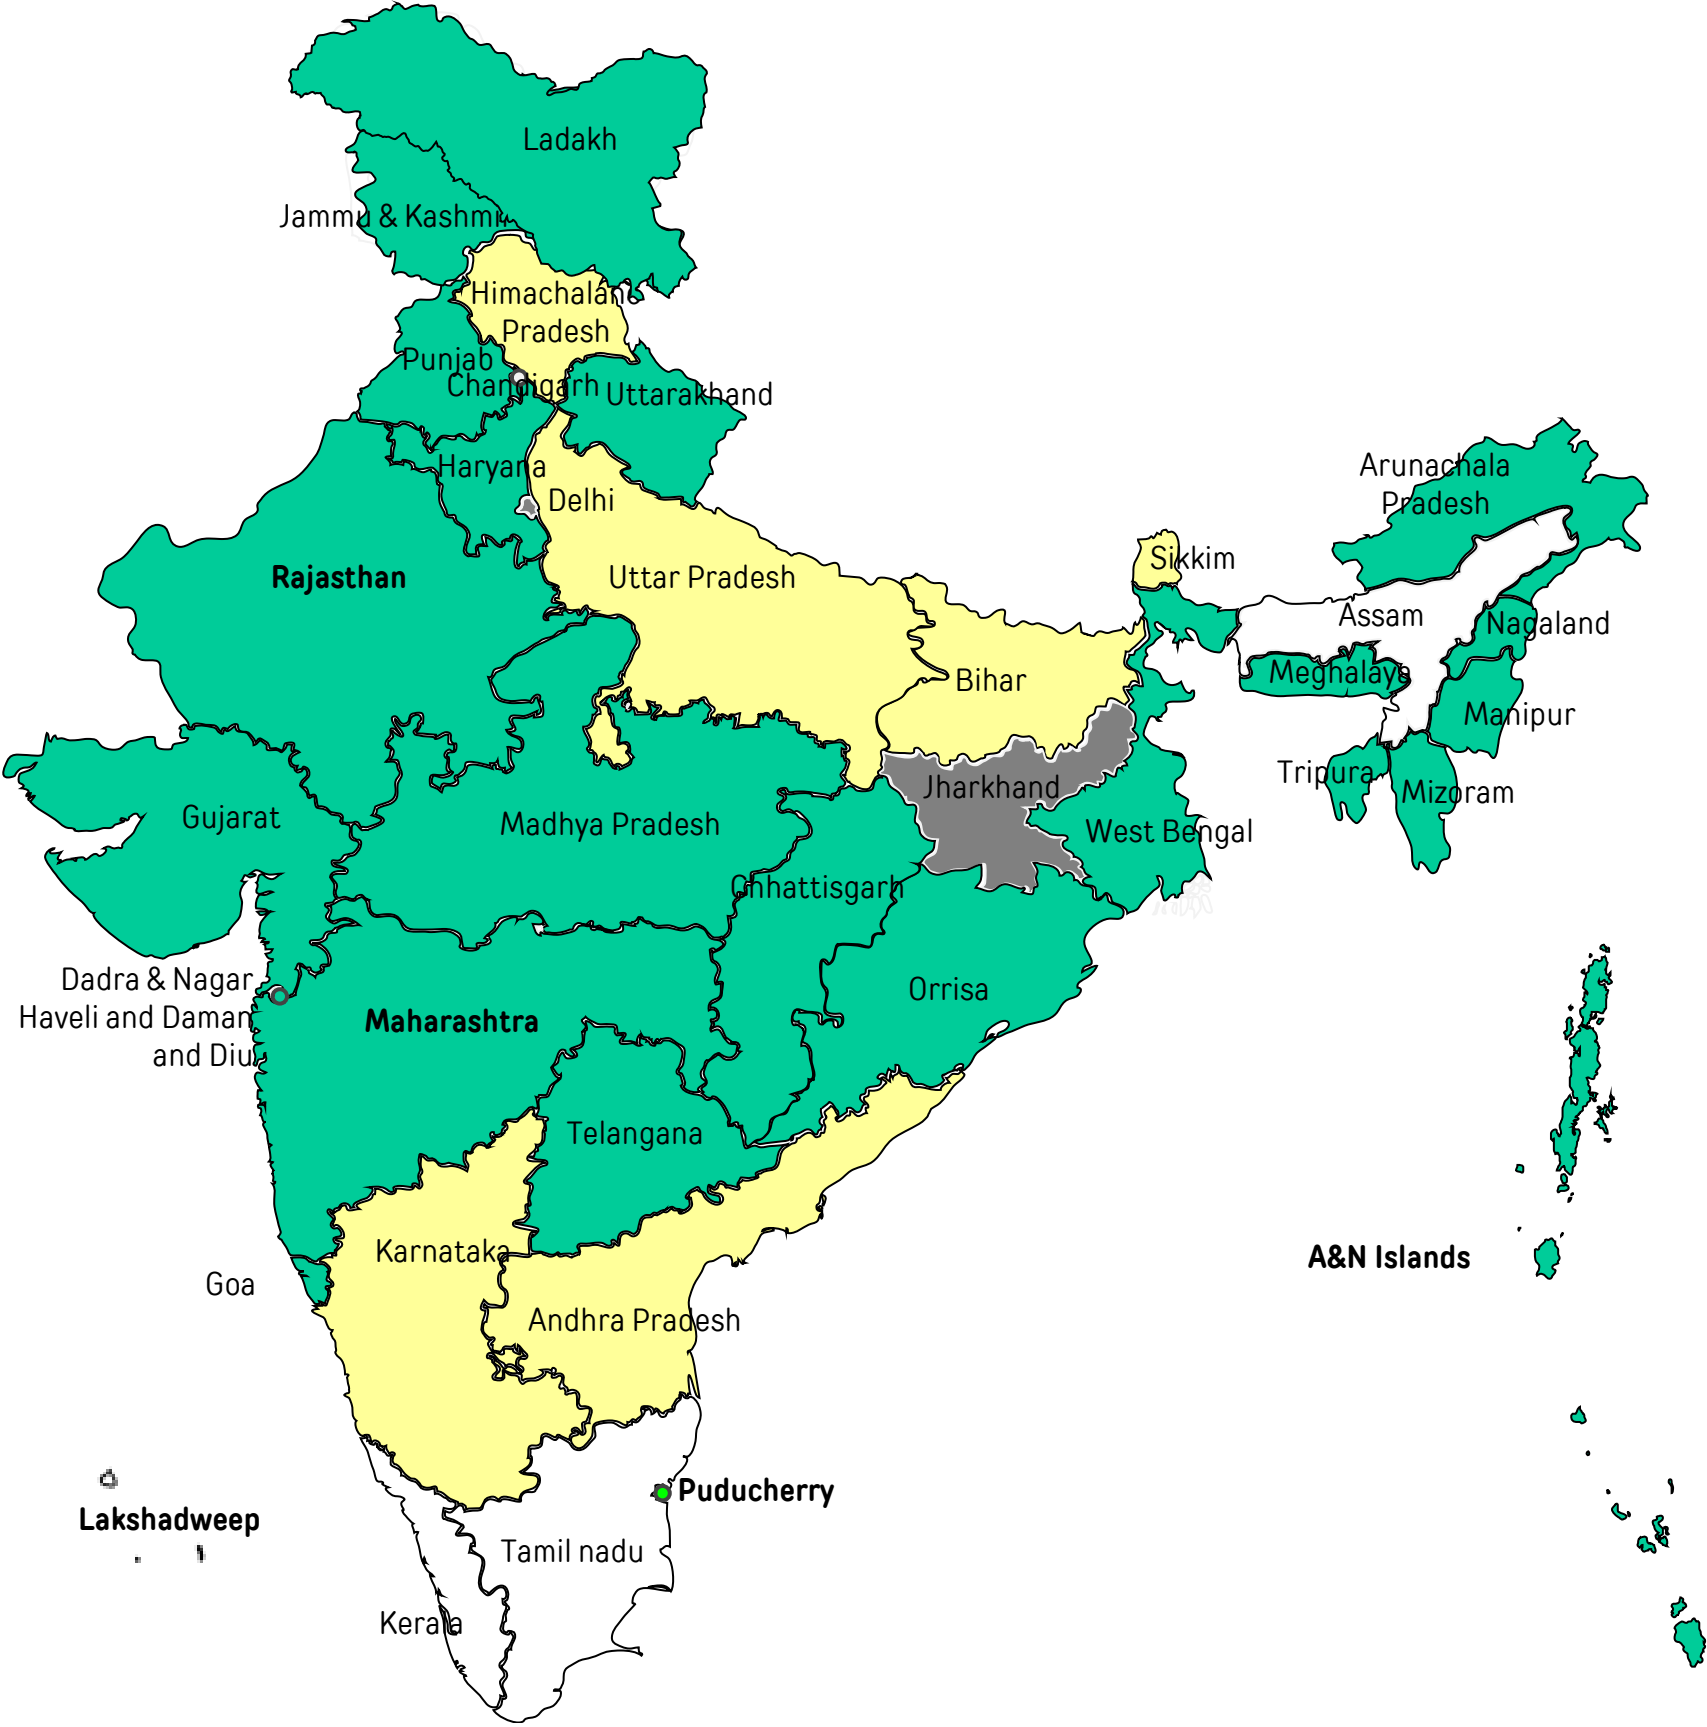 Ladakh
Jammu & Kashmir
Himachalánc
Pradesh
Punjab
Chandigarh
Uttarakhand
Haryana
Delhi
Arunachala
Pradesh
Rajasthan
Uttar Pradesh
Sikkim
Assam
Nagaland
Bihar
Meghalaya
Manipur
Tripura
Mizoram
Jharkhand
Gujarat
Madhya Pradesh
West Bengal
Chhattisgarh
Dadra & Nagar
Haveli and Daman
and Diu
Orrisa
Maharashtra
Telangana
Karnataka
A&N Islands
Goa
Andhra Pradesh
Puducherry
Lakshadweep
Tamil nadu
Kerala